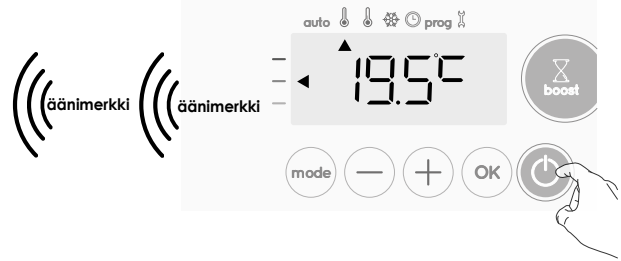 auto prog
äänimerkki äänimerkki
19.5°C
boost
mode − + OK